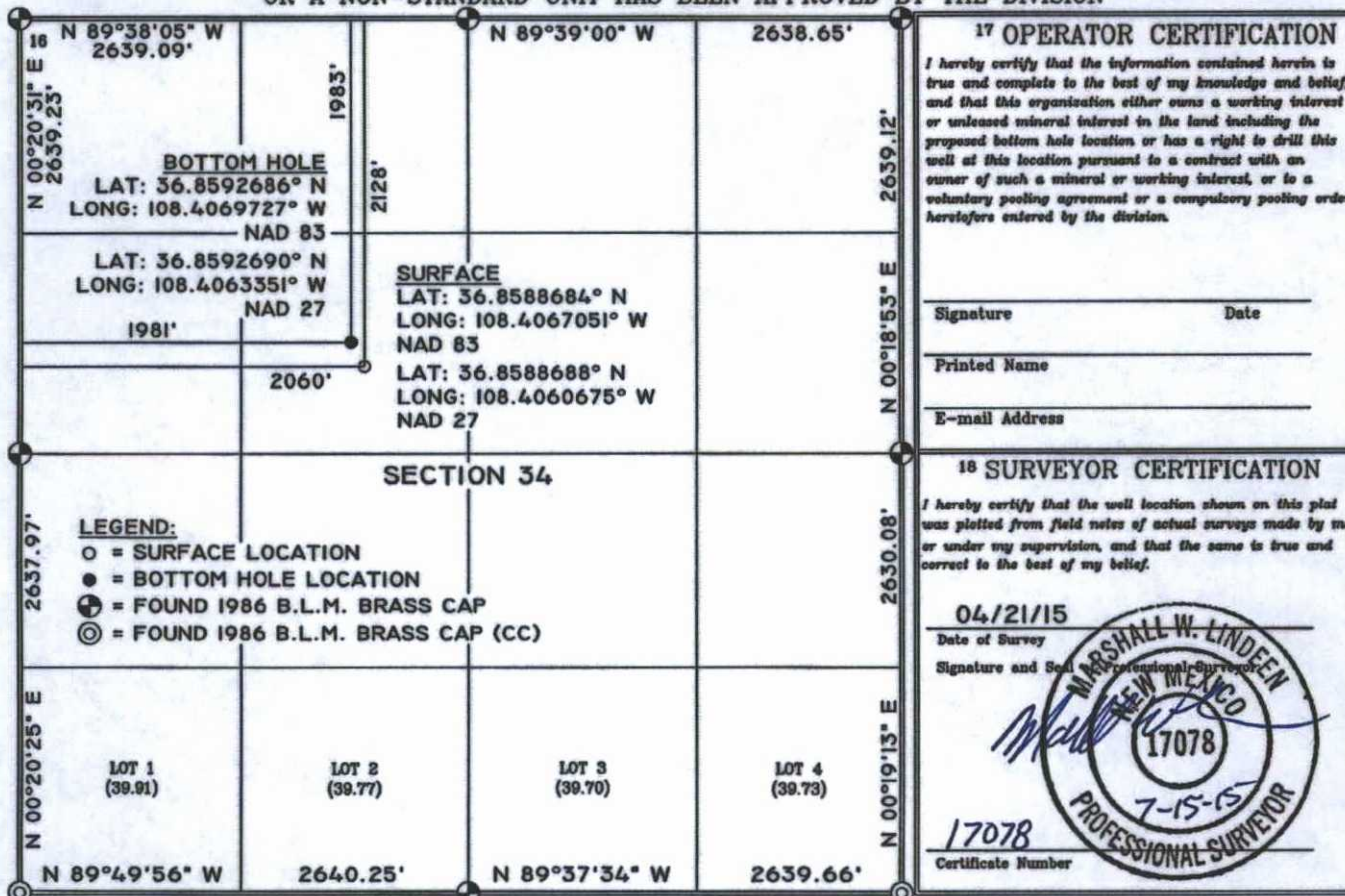 OR A NON-STANDARD UNIT HAS BEEN APPROVED BY THE DIVISION
16
N 89°38'05" W
2639.09'
N 89°39'00" W
2638.65'
N 00°20'31" E
2639.23'
1983'
2128'
2639.12'
BOTTOM HOLE
LAT: 36.8592686° N
LONG: 108.4069727° W
NAD 83
LAT: 36.8592690° N
LONG: 108.4063351° W
NAD 27
1981'
2060'
SURFACE
LAT: 36.8588684° N
LONG: 108.4067051° W
NAD 83
LAT: 36.8588688° N
LONG: 108.4060675° W
NAD 27
N 00°18'53" E
SECTION 34
LEGEND:
= SURFACE LOCATION
= BOTTOM HOLE LOCATION
= FOUND 1986 B.L.M. BRASS CAP
= FOUND 1986 B.L.M. BRASS CAP (CC)
2637.97'
2630.08'
N 00°20'25" E
N 00°19'13" E
LOT 1
(39.91)
LOT 2
(39.77)
LOT 3
(39.70)
LOT 4
(39.73)
N 89°49'56" W
2640.25'
N 89°37'34" W
2639.66'
17 OPERATOR CERTIFICATION
I hereby certify that the information contained herein is
true and complete to the best of my knowledge and belief,
and that this organization either owns a working interest
or unleased mineral interest in the land including the
proposed bottom hole location or has a right to drill this
well at this location pursuant to a contract with an
owner of such a mineral or working interest, or to a
voluntary pooling agreement or a compulsory pooling orde
heretofore entered by the division.
Signature Date
Printed Name
E-mail Address
18 SURVEYOR CERTIFICATION
I hereby certify that the well location shown on this plat
was plotted from field notes of actual surveys made by m
or under my supervision, and that the same is true and
correct to the best of my belief.
04/21/15
Date of Survey
Signature and Seal Professional Surveyor
MARSHALL W. LINDEEN
NEW MEXICO
17078
7-15-15
PROFESSIONAL SURVEYOR
17078
Certificate Number